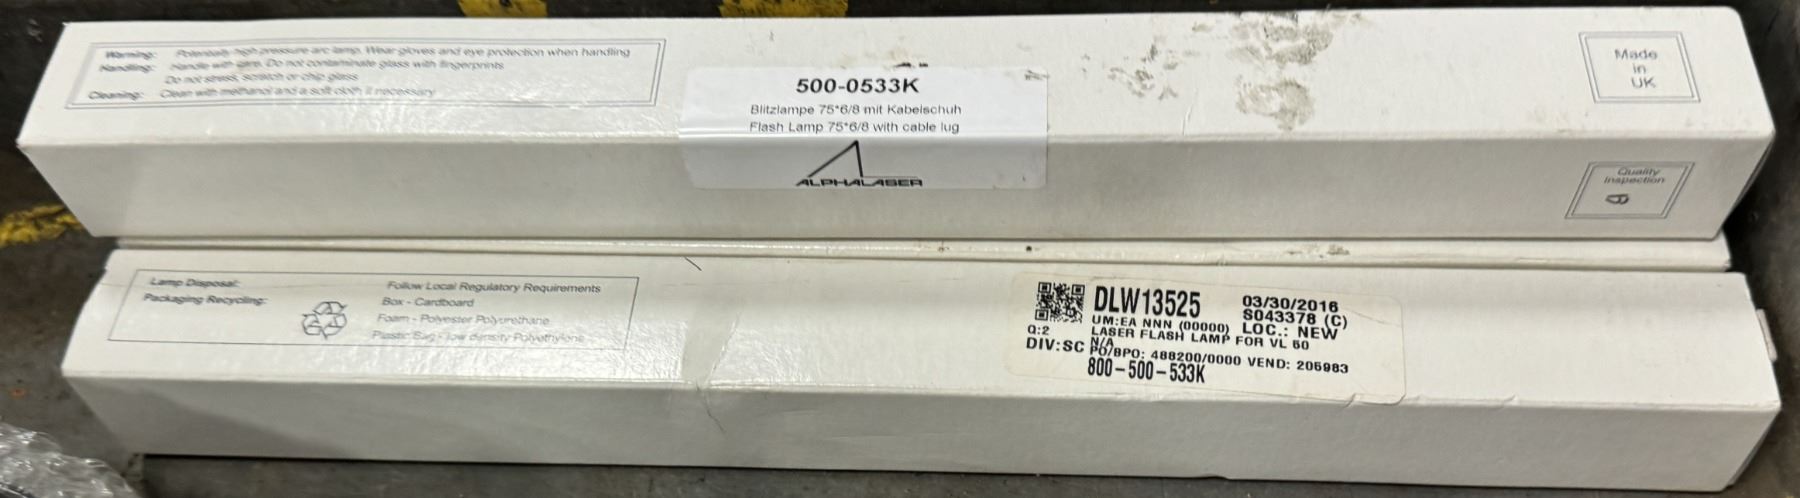 Warning: Potentially high pressure arc lamp. Wear gloves and eye protection when handling
Handling: Handle with care. Do not contaminate glass with fingerprints
Do not stress, scratch or chip glass
Cleaning: Clean with methanol and a soft cloth if necessary
500-0533K
Blitzlampe 75*6/8 mit Kabelschuh
Flash Lamp 75*6/8 with cable lug
ALPHALASER
Made
in
UK
Quality
Inspection
Lamp Disposal: Follow Local Regulatory Requirements
Packaging Recycling: Box - Cardboard
Foam - Polyester Polyurethane
Plastic Bag - low density Polyethylene
DLW13525 03/30/2016
S043378 (C)
UM:EA NNN (00000) LOC.: NEW
Q:2 LASER FLASH LAMP FOR VL 60
N/A
DIV:SC PO/BPO: 488200/0000 VEND: 205983
800-500-533K